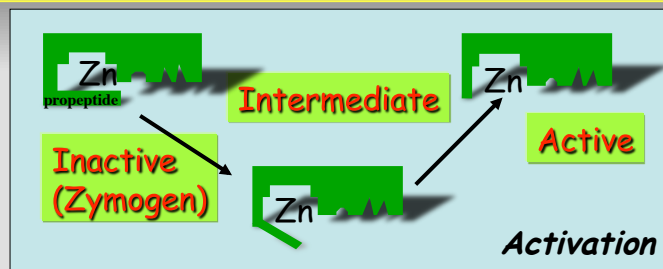 Zn
propeptide
Inactive
(Zymogen)
Intermediate
Zn
Zn
Active
Activation